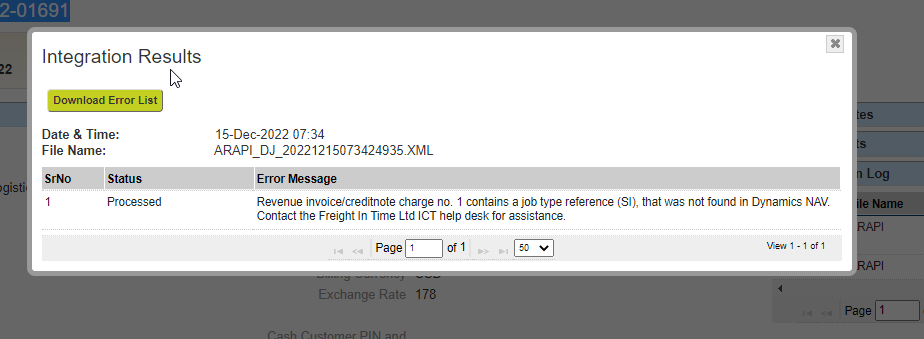 2-01691
Integration Results
22
Download Error List
Date & Time: 15-Dec-2022 07:34
File Name: ARAPI_DJ_20221215073424935.XML
SrNo Status Error Message
1 Processed Revenue invoice/creditnote charge no. 1 contains a job type reference (SI), that was not found in Dynamics NAV.
Contact the Freight In Time Ltd ICT help desk for assistance.
Page 1 of 1 50 View 1 - 1 of 1
Exchange Rate 178
Cash Customer PIN and
tes
ts
n Log
ile Name
ARAPI
ARAPI
Page 1